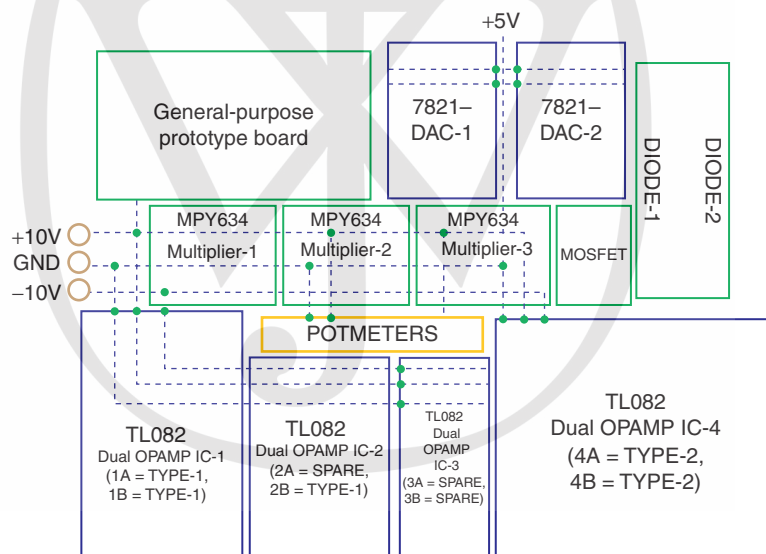 +5V
General-purpose
prototype board
7821–
DAC-1
7821–
DAC-2
DIODE-1
DIODE-2
MPY634
Multiplier-1
MPY634
Multiplier-2
MPY634
Multiplier-3
MOSFET
+10V
GND
–10V
POTMETERS
TL082
Dual OPAMP IC-1
(1A = TYPE-1,
1B = TYPE-1)
TL082
Dual OPAMP IC-2
(2A = SPARE,
2B = TYPE-1)
TL082
Dual
OPAMP
IC-3
(3A = SPARE,
3B = SPARE)
TL082
Dual OPAMP IC-4
(4A = TYPE-2,
4B = TYPE-2)